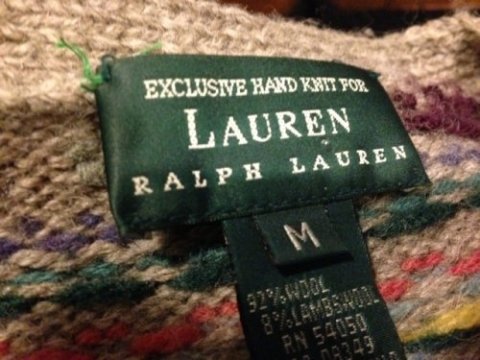 EXCLUSIVE HAND KNIT FOR
LAUREN
RALPH LAUREN
M
92% WOOL
8% LAMBSWOOL
RN 54050